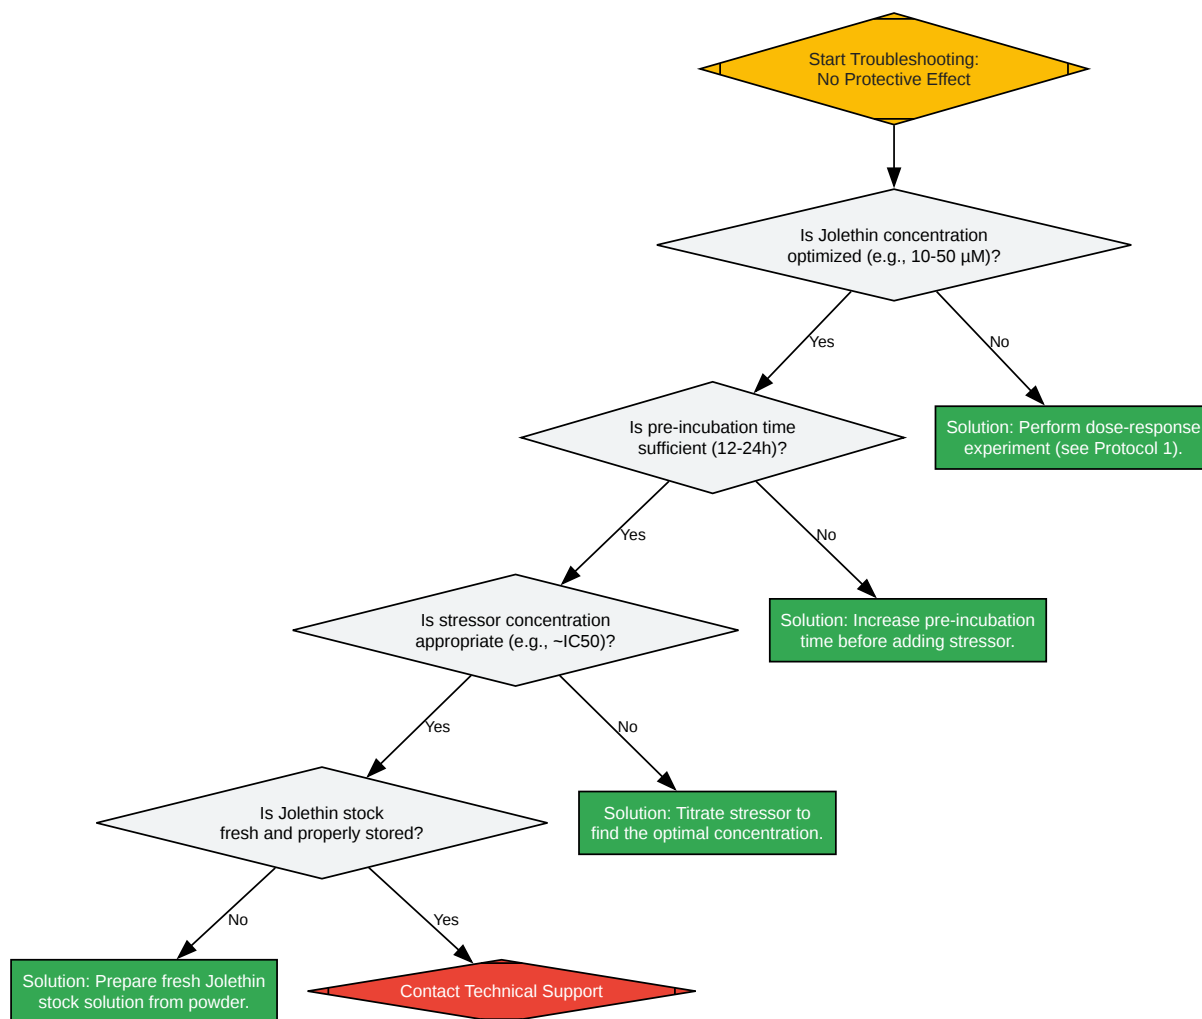 Start Troubleshooting:
No Protective Effect
Is Jolethin concentration
optimized (e.g., 10-50 µM)?
Yes
No
Is pre-incubation time
sufficient (12-24h)?
Solution: Perform dose-response
experiment (see Protocol 1).
Yes
No
Is stressor concentration
appropriate (e.g., ~IC50)?
Solution: Increase pre-incubation
time before adding stressor.
Yes
No
Is Jolethin stock
fresh and properly stored?
Solution: Titrate stressor to
find the optimal concentration.
No
Yes
Solution: Prepare fresh Jolethin
stock solution from powder.
Contact Technical Support